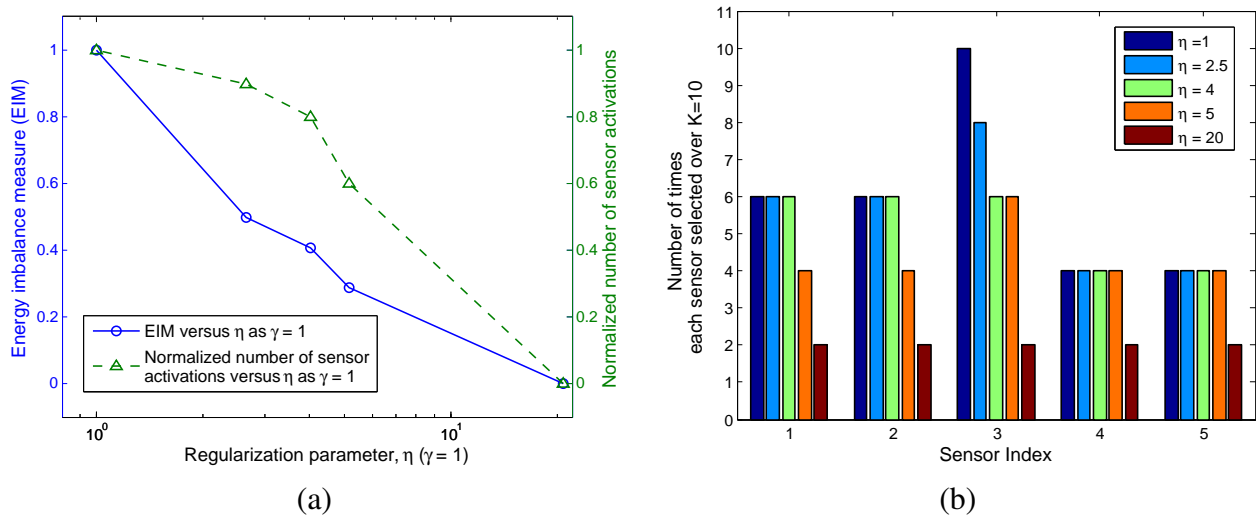 1
0.8
0.6
0.4
0.2
0
Energy imbalance measure (EIM)
1
0.8
0.6
0.4
0.2
0
Normalized number of sensor activations
EIM versus η as γ = 1
Normalized number of sensor
activations versus η as γ = 1
10⁰
10¹
Regularization parameter, η (γ = 1)
(a)
11
10
9
8
7
6
5
4
3
2
1
0
Number of times
each sensor selected over K=10
η =1
η = 2.5
η = 4
η = 5
η = 20
1
2
3
4
5
Sensor Index
(b)